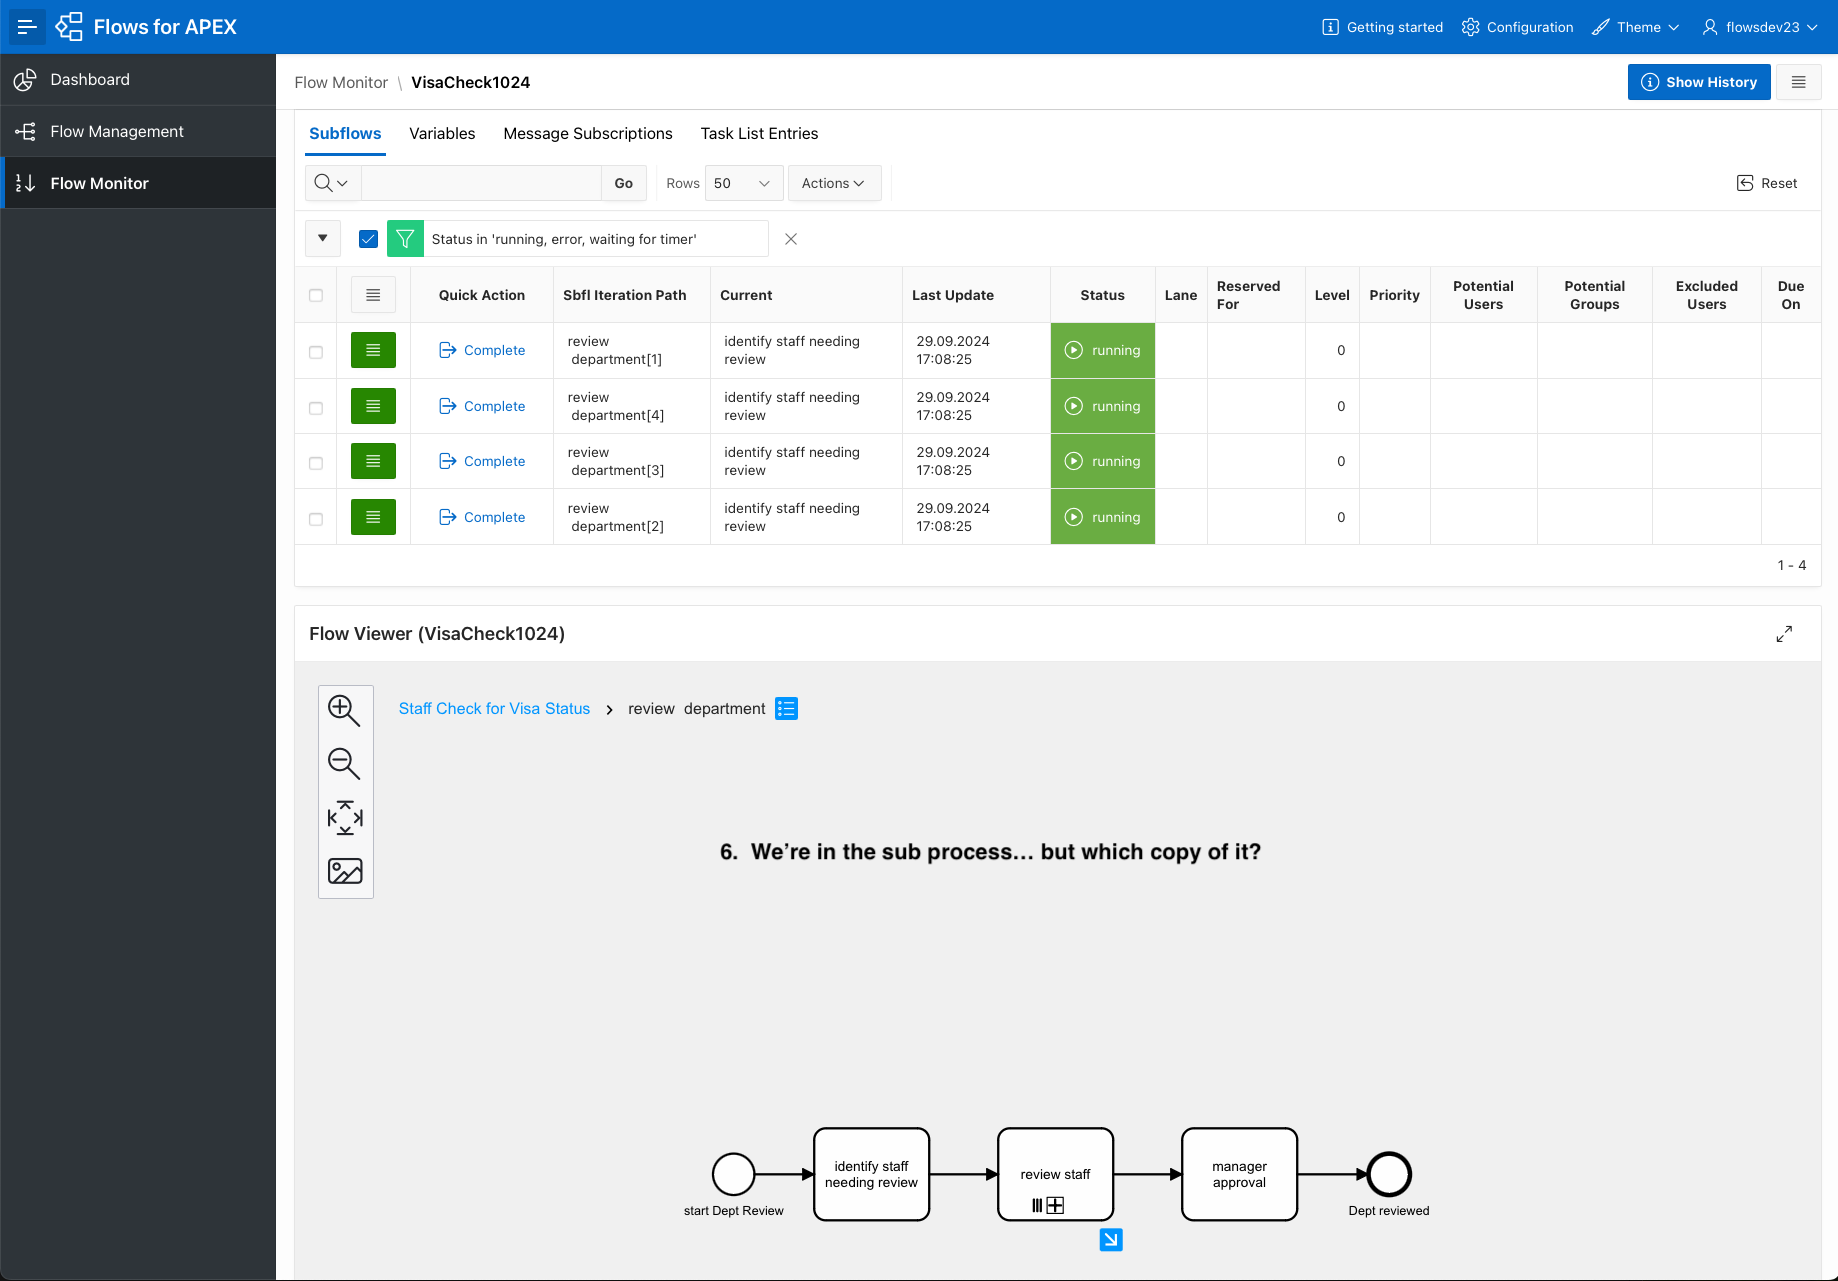 Flows for APEX
Getting started
Configuration
Theme
flowsdev23
Dashboard
Flow Management
Flow Monitor
Flow Monitor \ VisaCheck1024
Show History
Subflows
Variables
Message Subscriptions
Task List Entries
Go
Rows
50
Actions
Reset
Status in 'running, error, waiting for timer'
Quick Action
Sbfl Iteration Path
Current
Last Update
Status
Lane
Reserved
For
Level
Priority
Potential
Users
Potential
Groups
Excluded
Users
Due
On
Complete
review
department[1]
identify staff needing
review
29.09.2024
17:08:25
running
0
Complete
review
department[4]
identify staff needing
review
29.09.2024
17:08:25
running
0
Complete
review
department[3]
identify staff needing
review
29.09.2024
17:08:25
running
0
Complete
review
department[2]
identify staff needing
review
29.09.2024
17:08:25
running
0
1 - 4
Flow Viewer (VisaCheck1024)
Staff Check for Visa Status › review department
6. We’re in the sub process... but which copy of it?
start Dept Review
identify staff
needing review
review staff
manager
approval
Dept reviewed